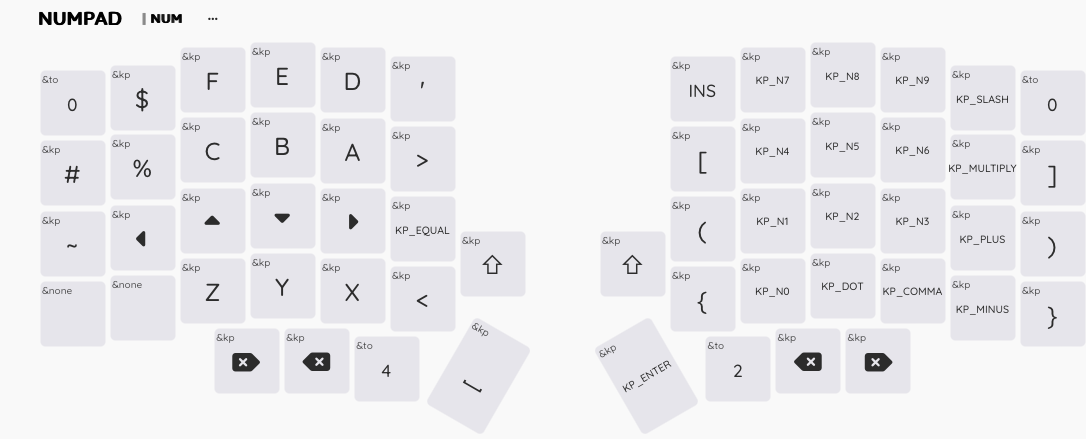 NUMPAD | NUM ...
&kp E &kp KP_N8
&kp F &kp D &kp KP_N7 &kp KP_N9
&kp , &kp INS
&kp $ &kp KP_SLASH
&to 0 &to 0
&kp B &kp KP_N5
&kp C &kp A &kp KP_N4 &kp KP_N6
&kp > &kp [
&kp % &kp KP_MULTIPLY
&kp # &kp ]
&kp &kp KP_N2
&kp &kp &kp KP_N1 &kp KP_N3
&kp KP_EQUAL &kp (
&kp &kp KP_PLUS
&kp ~ &kp )
&kp &kp
&kp Y &kp KP_DOT
&kp Z &kp X &kp KP_N0 &kp KP_COMMA
&kp < &kp {
&none &kp KP_MINUS
&none &kp }
&kp &kp &to 4 &kp &kp KP_ENTER &to 2 &kp &kp